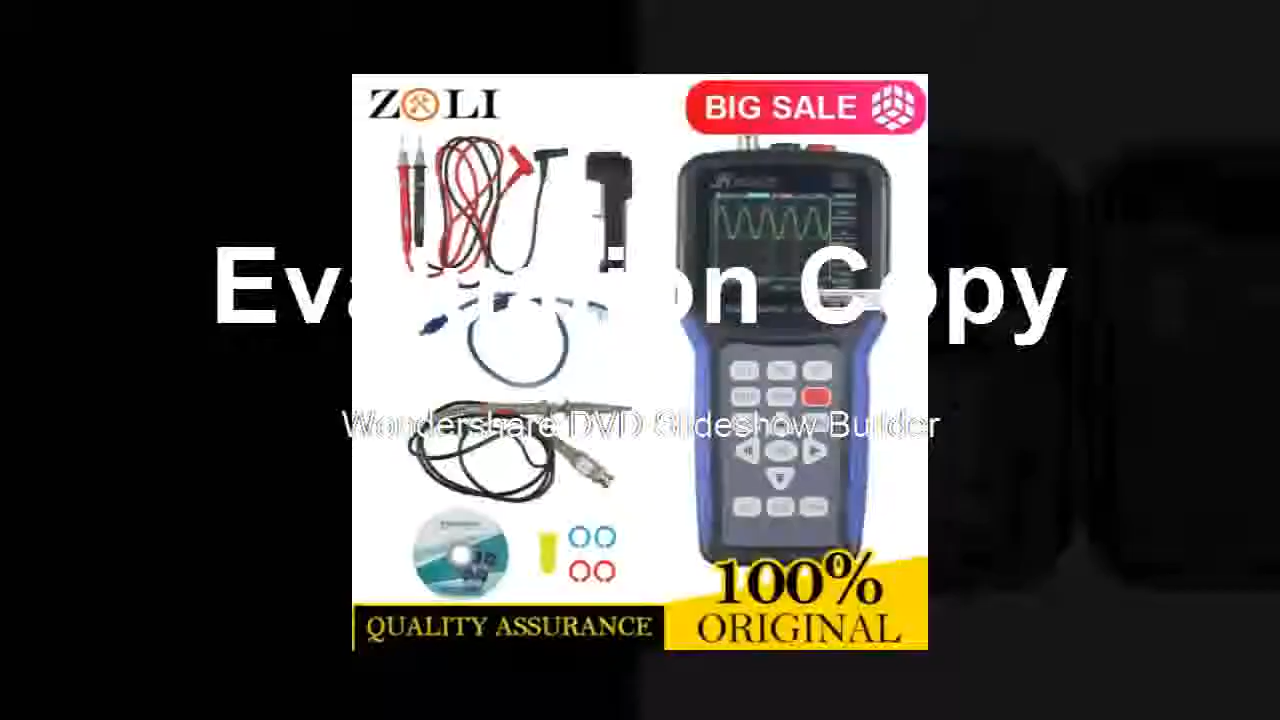 ZOLI
BIG SALE
Evaluation Copy
Wondershare DVD Slideshow Builder
100%
QUALITY ASSURANCE
ORIGINAL